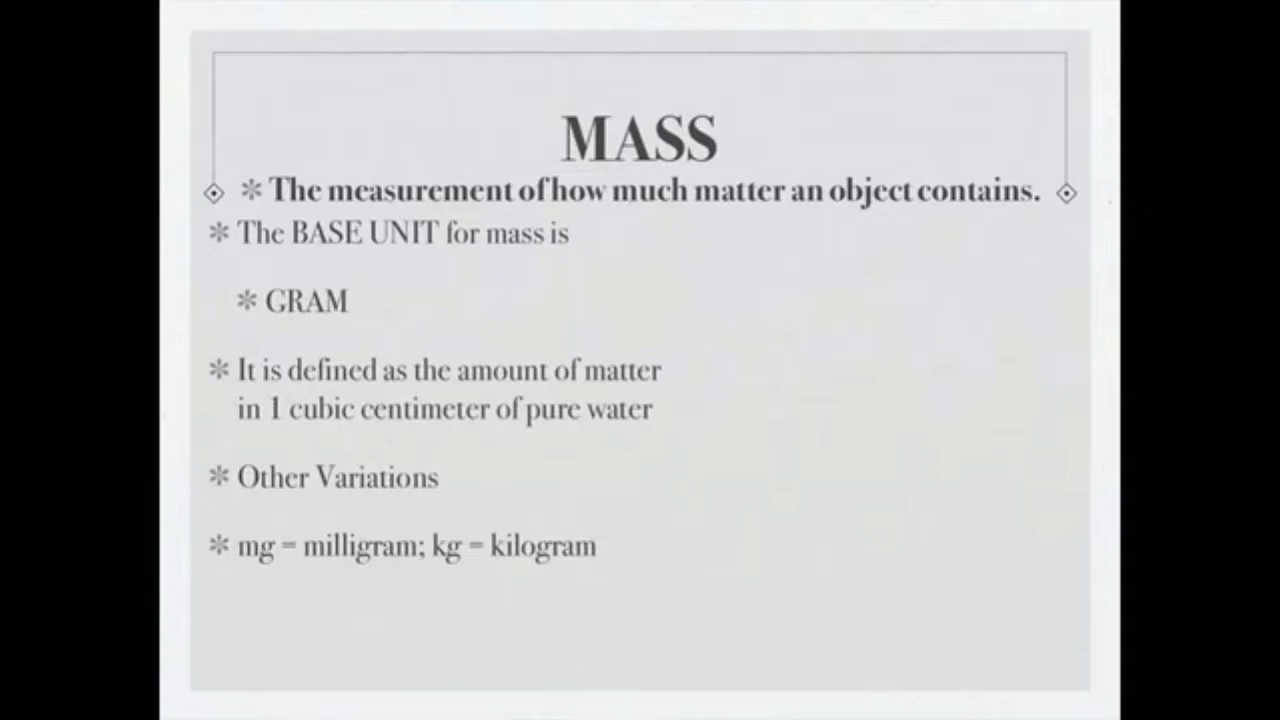 MASS
* The measurement of how much matter an object contains.
* The BASE UNIT for mass is
* GRAM
* It is defined as the amount of matter
in 1 cubic centimeter of pure water
* Other Variations
* mg = milligram; kg = kilogram